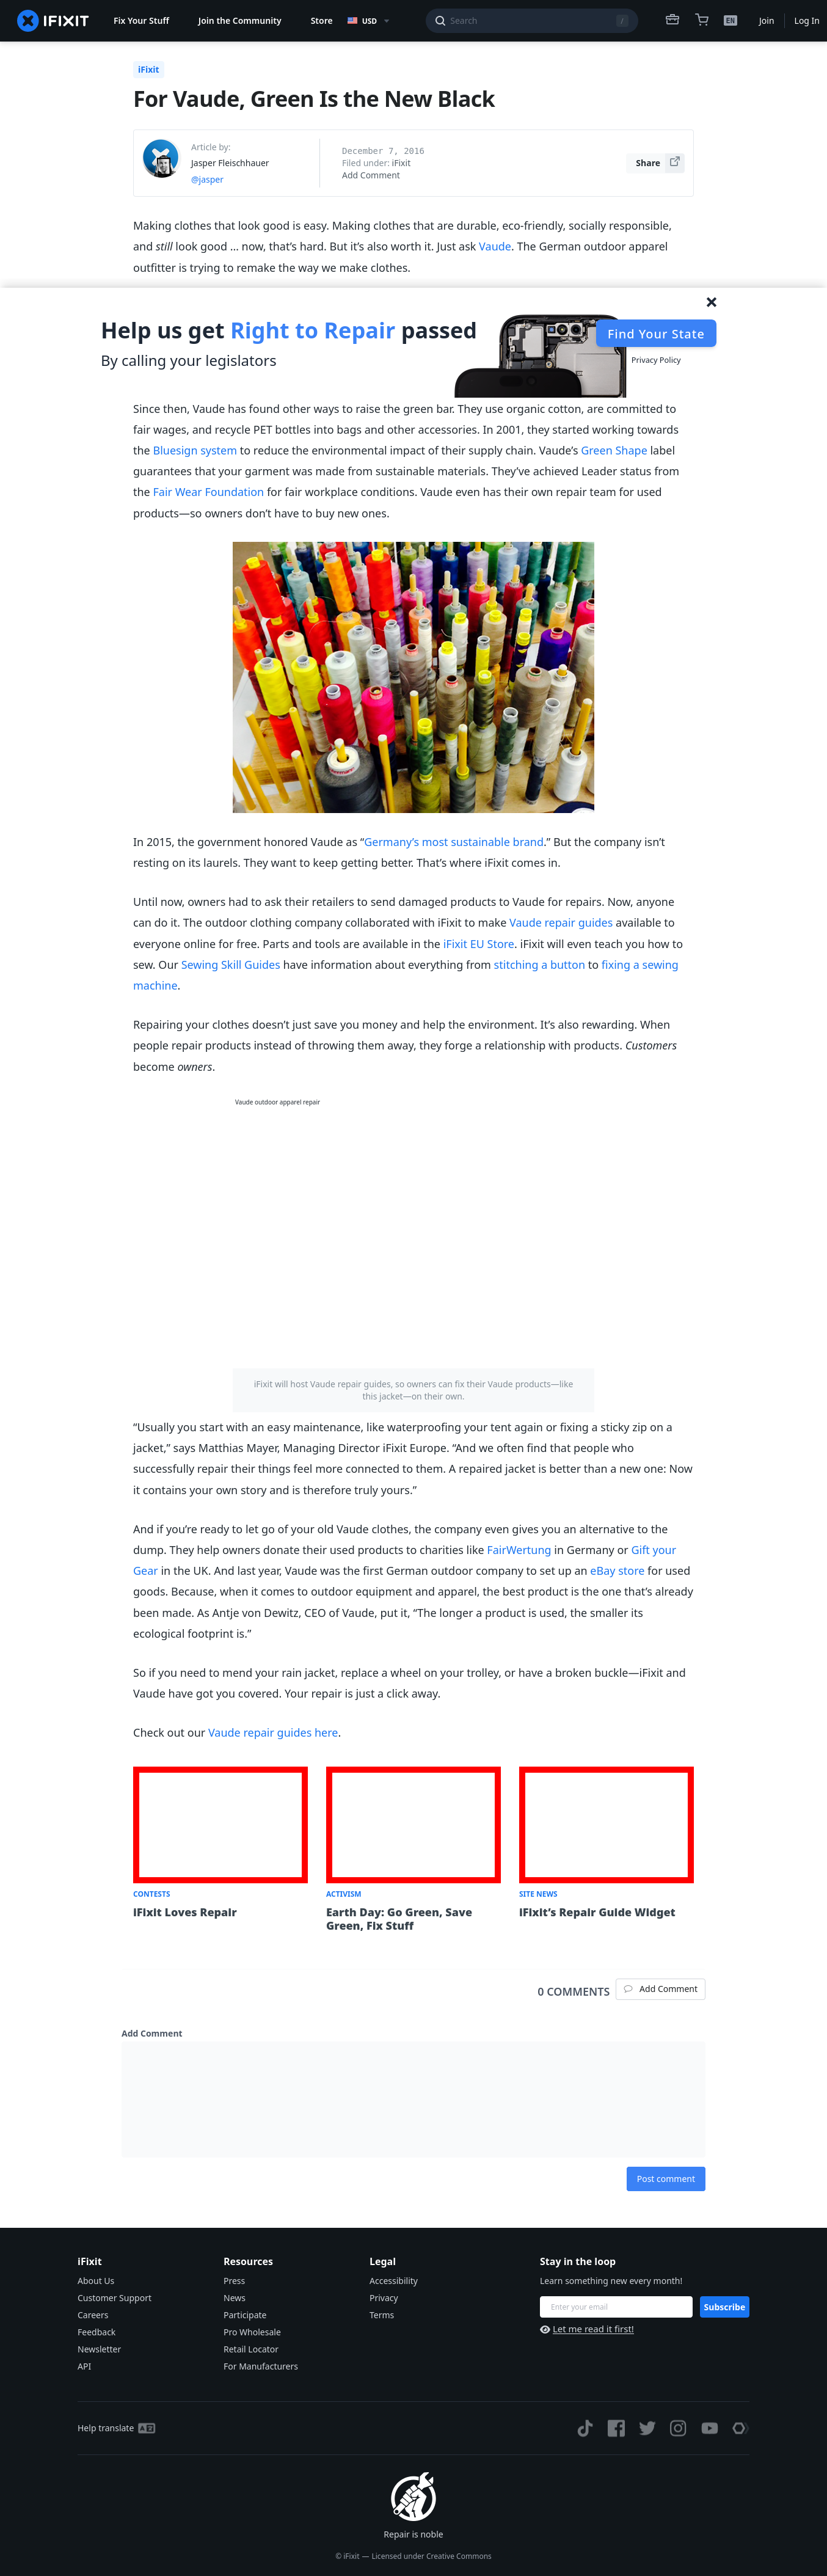 IFIXIT
Fix Your Stuff
Join the Community
Store
USD
Search
/
EN
Join
Log In
iFixit
For Vaude, Green Is the New Black
Article by:
Jasper Fleischhauer
@jasper
December 7, 2016
Filed under: iFixit
Add Comment
Share
Making clothes that look good is easy. Making clothes that are durable, eco-friendly, socially responsible,
and still look good … now, that’s hard. But it’s also worth it. Just ask Vaude. The German outdoor apparel
outfitter is trying to remake the way we make clothes.
Help us get Right to Repair passed
By calling your legislators
Find Your State
Privacy Policy
Since then, Vaude has found other ways to raise the green bar. They use organic cotton, are committed to
fair wages, and recycle PET bottles into bags and other accessories. In 2001, they started working towards
the Bluesign system to reduce the environmental impact of their supply chain. Vaude’s Green Shape label
guarantees that your garment was made from sustainable materials. They’ve achieved Leader status from
the Fair Wear Foundation for fair workplace conditions. Vaude even has their own repair team for used
products—so owners don’t have to buy new ones.
In 2015, the government honored Vaude as “Germany’s most sustainable brand.” But the company isn’t
resting on its laurels. They want to keep getting better. That’s where iFixit comes in.
Until now, owners had to ask their retailers to send damaged products to Vaude for repairs. Now, anyone
can do it. The outdoor clothing company collaborated with iFixit to make Vaude repair guides available to
everyone online for free. Parts and tools are available in the iFixit EU Store. iFixit will even teach you how to
sew. Our Sewing Skill Guides have information about everything from stitching a button to fixing a sewing
machine.
Repairing your clothes doesn’t just save you money and help the environment. It’s also rewarding. When
people repair products instead of throwing them away, they forge a relationship with products. Customers
become owners.
Vaude outdoor apparel repair
iFixit will host Vaude repair guides, so owners can fix their Vaude products—like
this jacket—on their own.
“Usually you start with an easy maintenance, like waterproofing your tent again or fixing a sticky zip on a
jacket,” says Matthias Mayer, Managing Director iFixit Europe. “And we often find that people who
successfully repair their things feel more connected to them. A repaired jacket is better than a new one: Now
it contains your own story and is therefore truly yours.”
And if you’re ready to let go of your old Vaude clothes, the company even gives you an alternative to the
dump. They help owners donate their used products to charities like FairWertung in Germany or Gift your
Gear in the UK. And last year, Vaude was the first German outdoor company to set up an eBay store for used
goods. Because, when it comes to outdoor equipment and apparel, the best product is the one that’s already
been made. As Antje von Dewitz, CEO of Vaude, put it, “The longer a product is used, the smaller its
ecological footprint is.”
So if you need to mend your rain jacket, replace a wheel on your trolley, or have a broken buckle—iFixit and
Vaude have got you covered. Your repair is just a click away.
Check out our Vaude repair guides here.
CONTESTS
iFixit Loves Repair
ACTIVISM
Earth Day: Go Green, Save
Green, Fix Stuff
SITE NEWS
iFixit’s Repair Guide Widget
0 COMMENTS
Add Comment
Add Comment
Post comment
iFixit
About Us
Customer Support
Careers
Feedback
Newsletter
API
Resources
Press
News
Participate
Pro Wholesale
Retail Locator
For Manufacturers
Legal
Accessibility
Privacy
Terms
Stay in the loop
Learn something new every month!
Enter your email
Subscribe
Let me read it first!
Help translate
Repair is noble
© iFixit — Licensed under Creative Commons